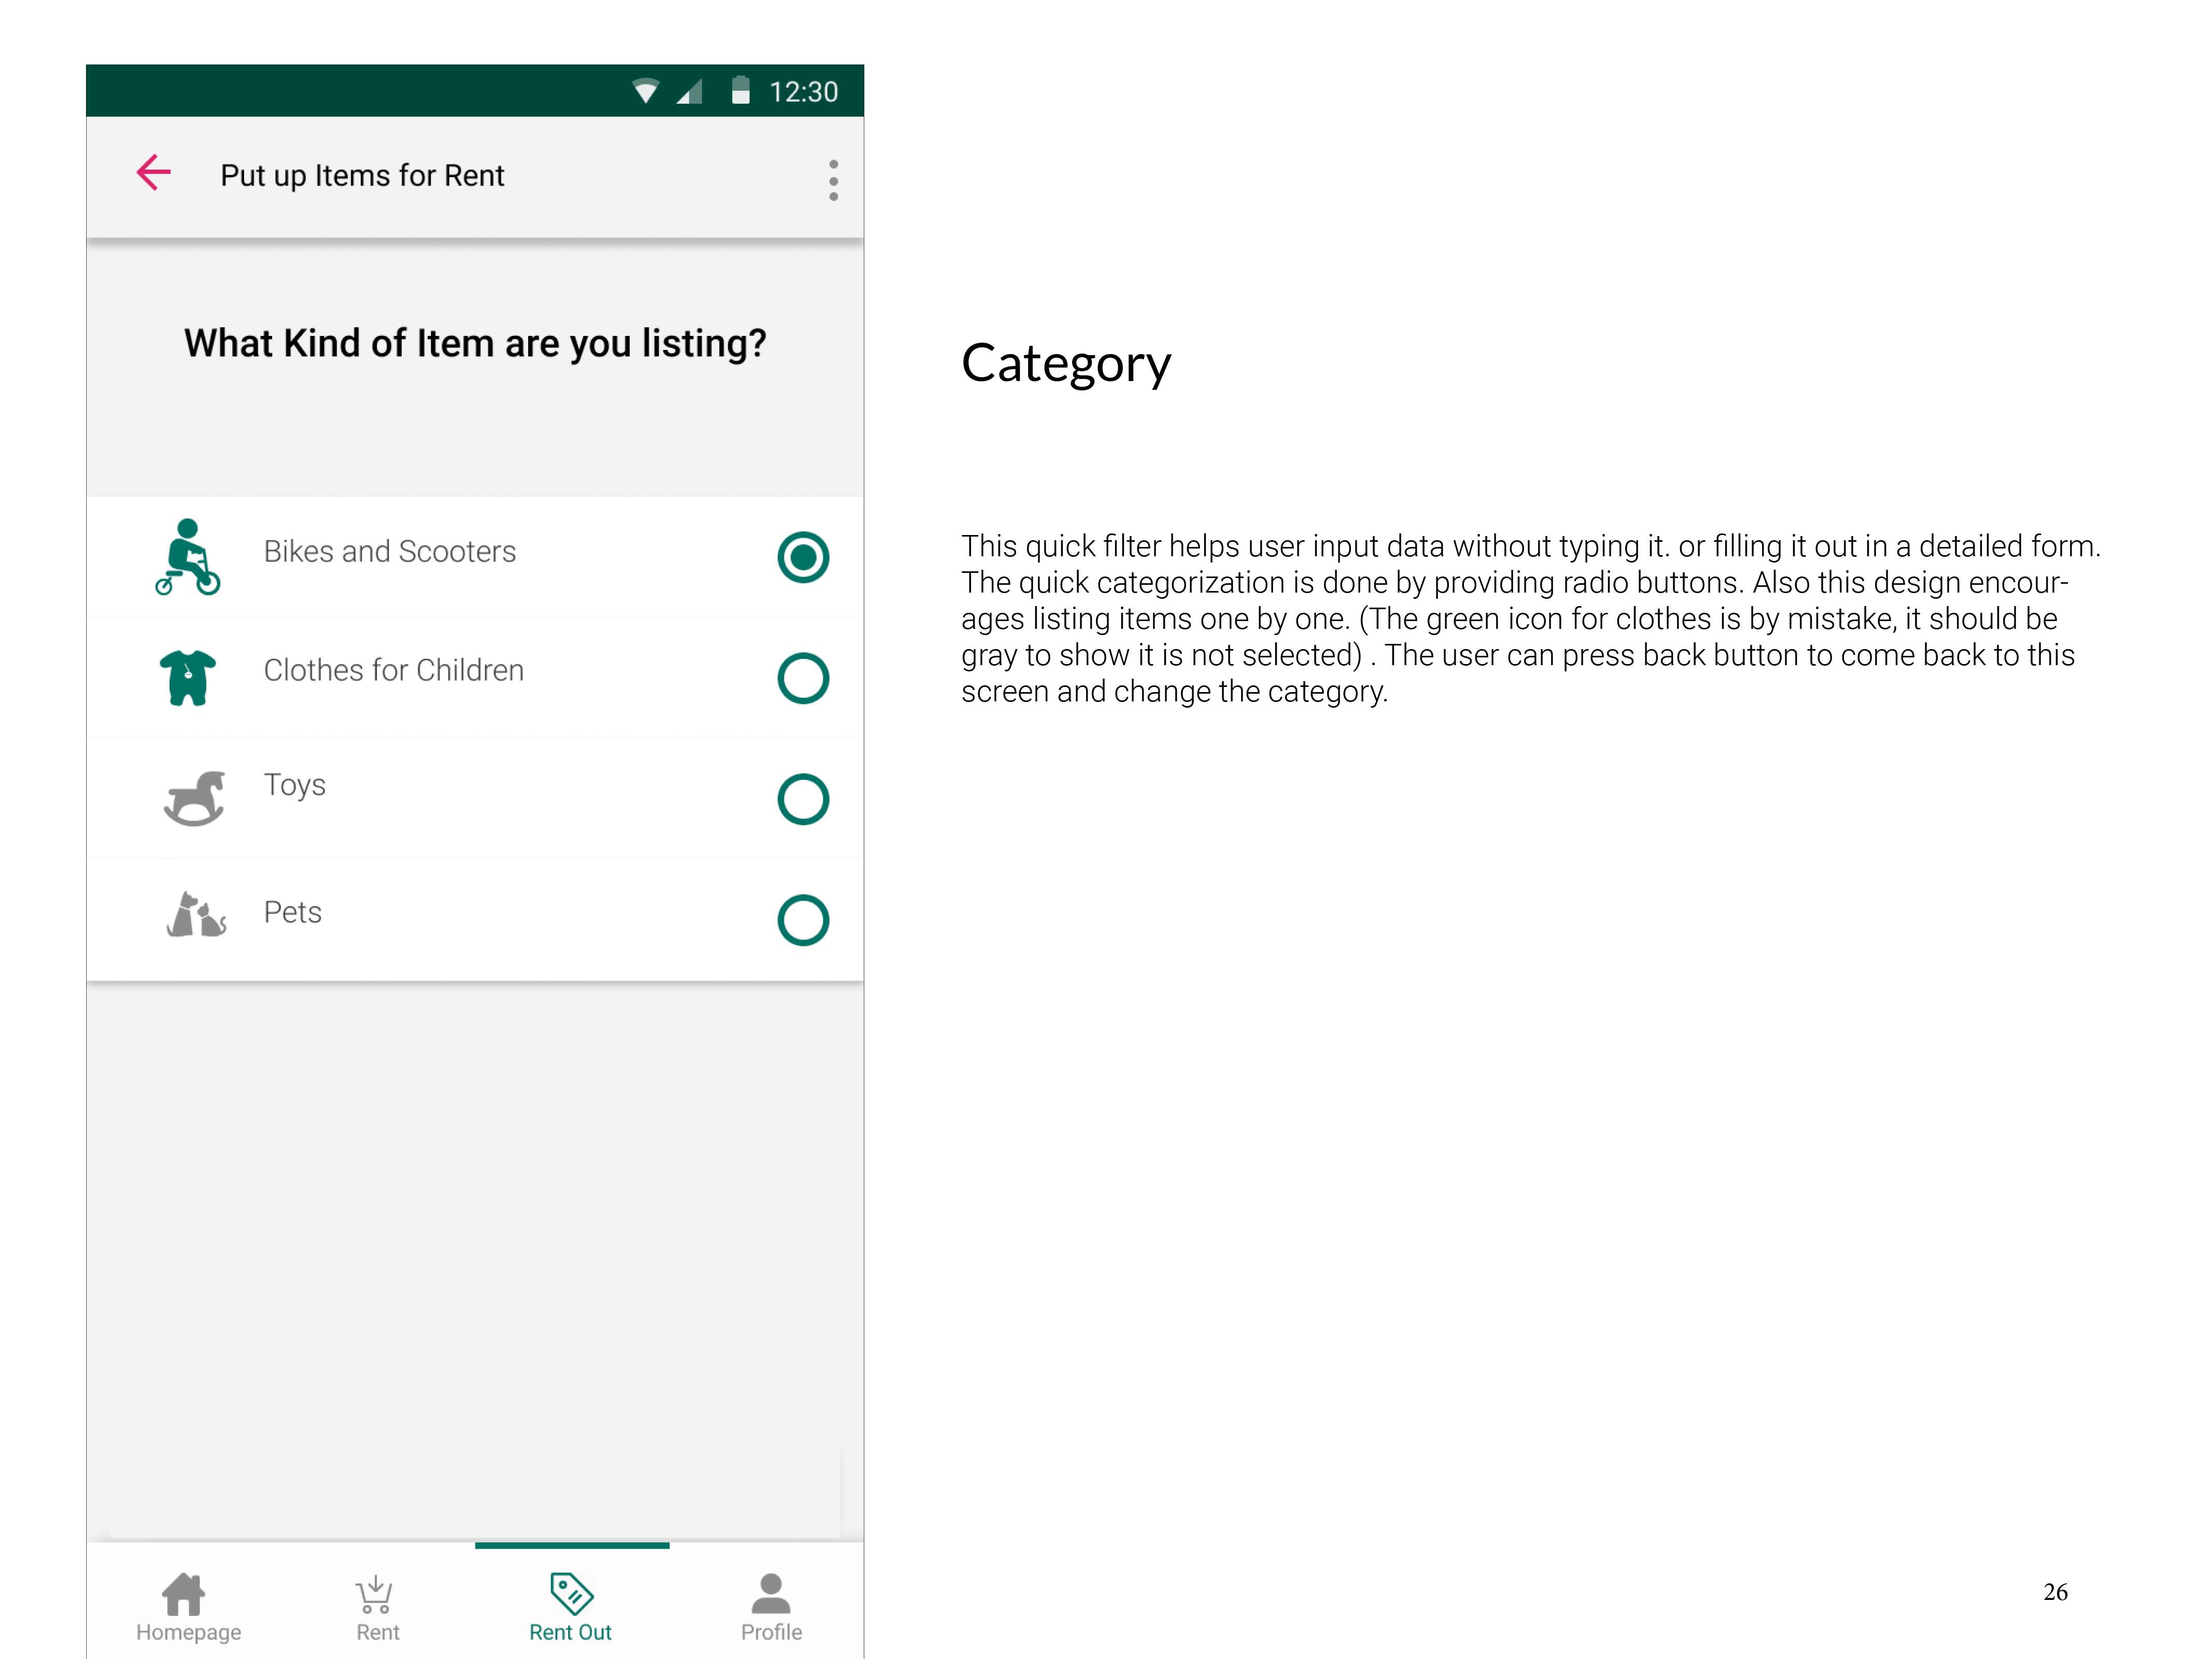 12:30
Put up Items for Rent
What Kind of Item are you listing?
Bikes and Scooters
Clothes for Children
Toys
Pets
Homepage
Rent
Rent Out
Profile
Category
This quick filter helps user input data without typing it. or filling it out in a detailed form.
The quick categorization is done by providing radio buttons. Also this design encour-
ages listing items one by one. (The green icon for clothes is by mistake, it should be
gray to show it is not selected) . The user can press back button to come back to this
screen and change the category.
26